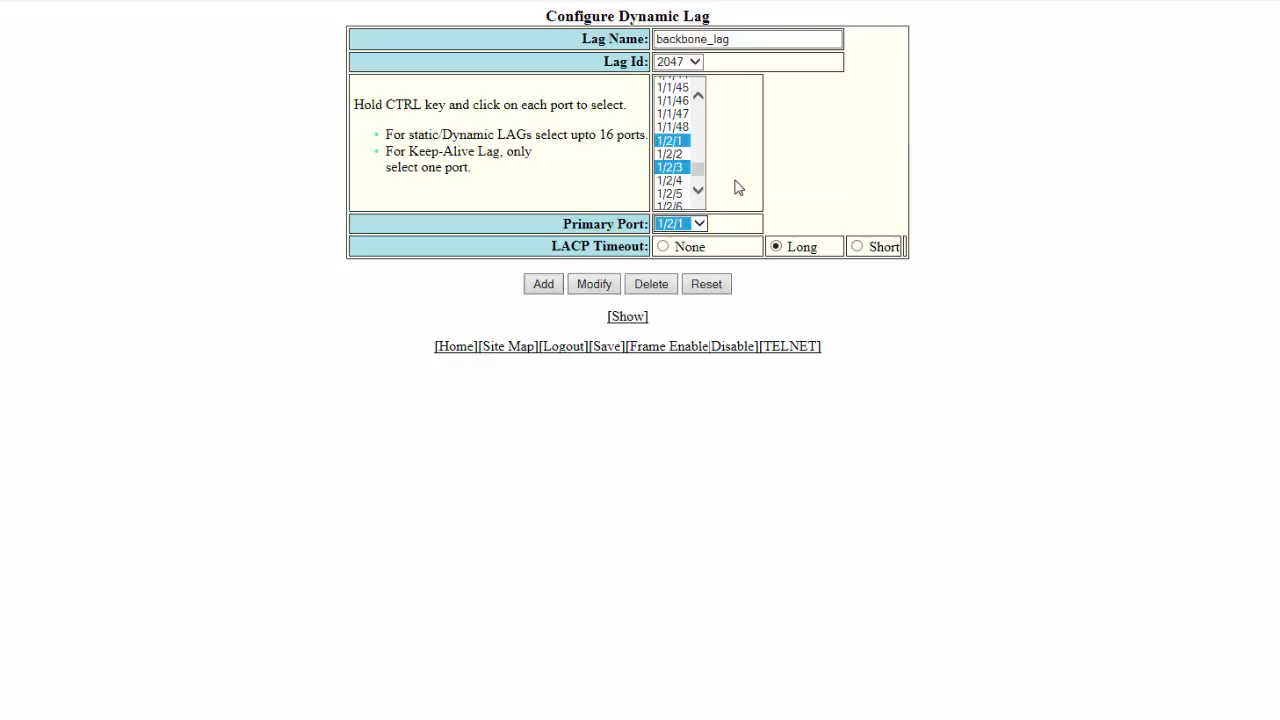 Configure Dynamic Lag
Lag Name: backbone_lag
Lag Id: 2047
Hold CTRL key and click on each port to select.
• For static/Dynamic LAGs select upto 16 ports.
• For Keep-Alive Lag, only
select one port.
1/1/45
1/1/46
1/1/47
1/1/48
1/2/1
1/2/2
1/2/3
1/2/4
1/2/5
1/2/6
Primary Port: 1/2/1
LACP Timeout: None Long Short
Add Modify Delete Reset
[Show]
[Home][Site Map][Logout][Save][Frame Enable|Disable][TELNET]